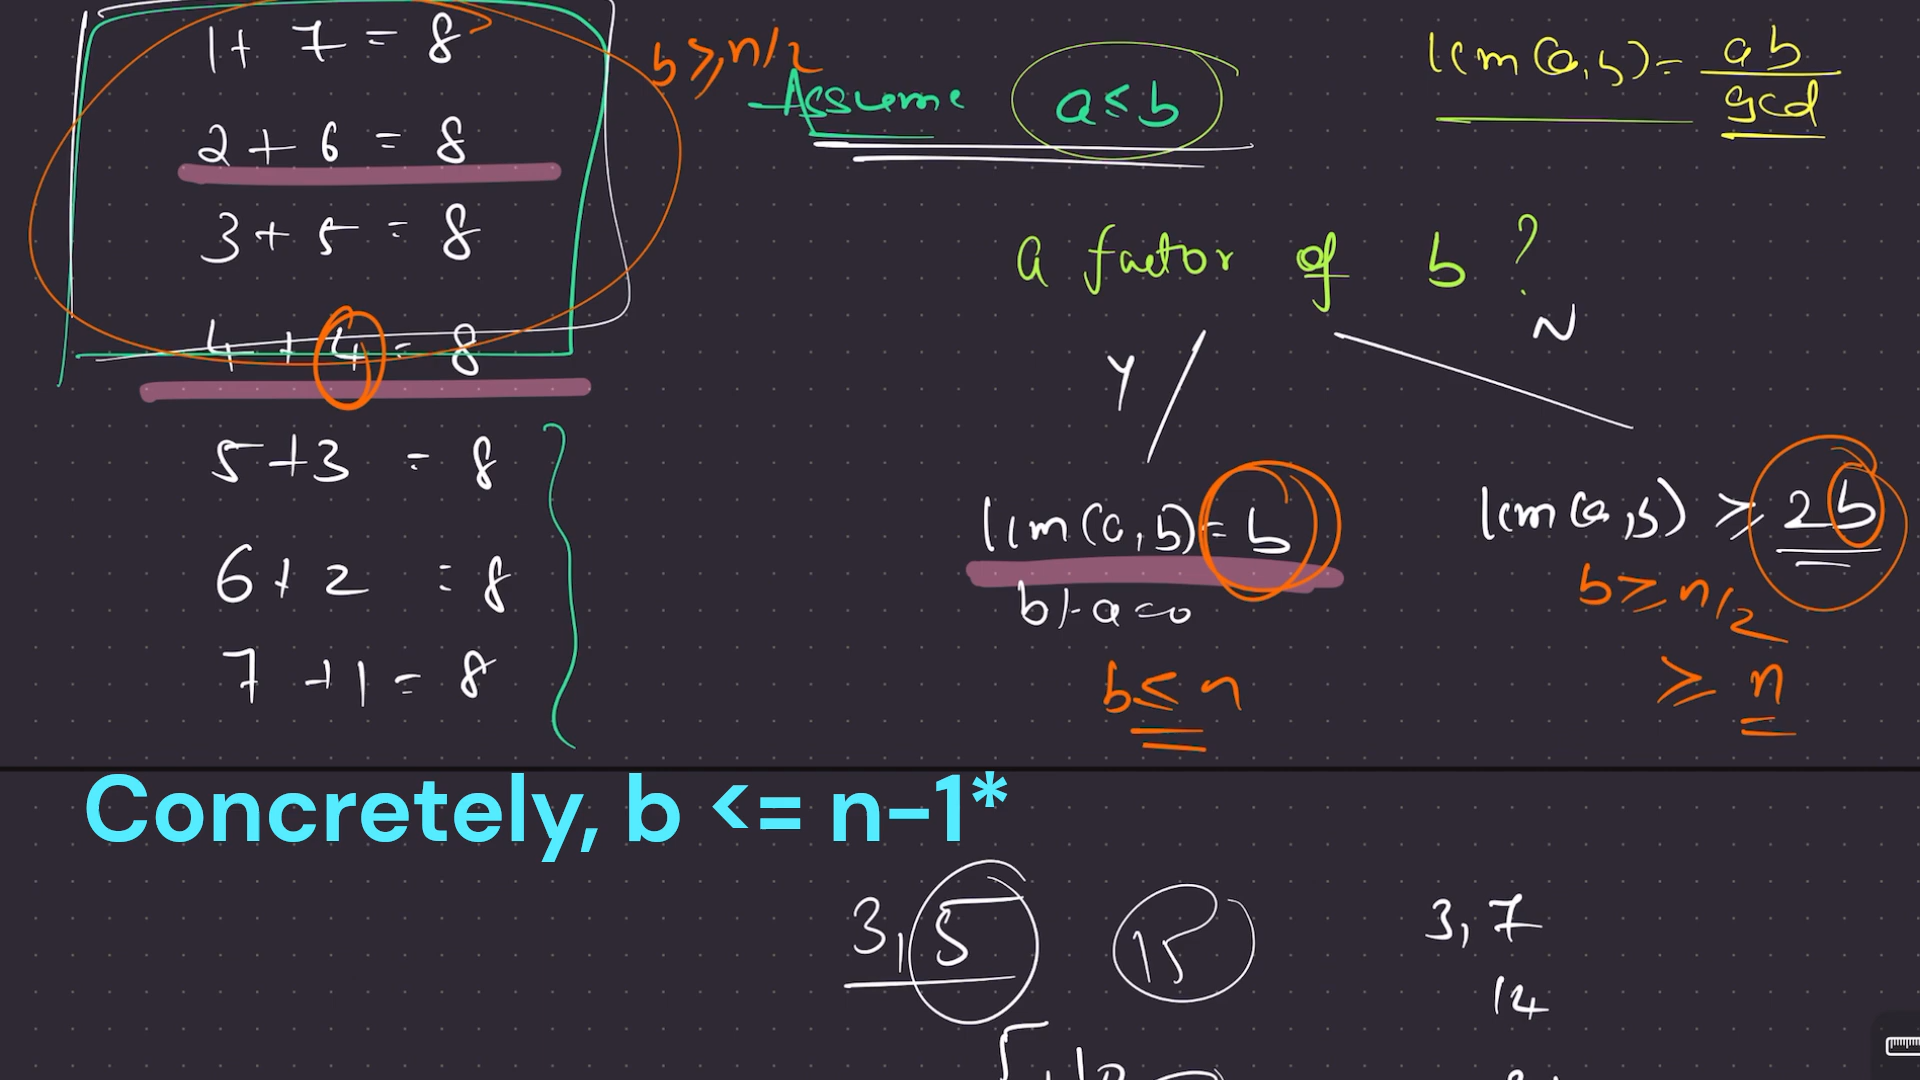 1 + 7 = 8
2 + 6 = 8
3 + 5 = 8
4 + 4 = 8
5 + 3 = 8
6 + 2 = 8
7 + 1 = 8
b ≥ n/2
Assume a ≤ b
lcm(a, b) = ab / gcd
a factor of b ?
Y
N
lcm(a, b) = b
b % a = 0
b ≤ n
lcm(a, b) ≥ 2b
b ≥ n/2
≥ n
Concretely, b <= n-1*
3, 5
15
3, 7
14